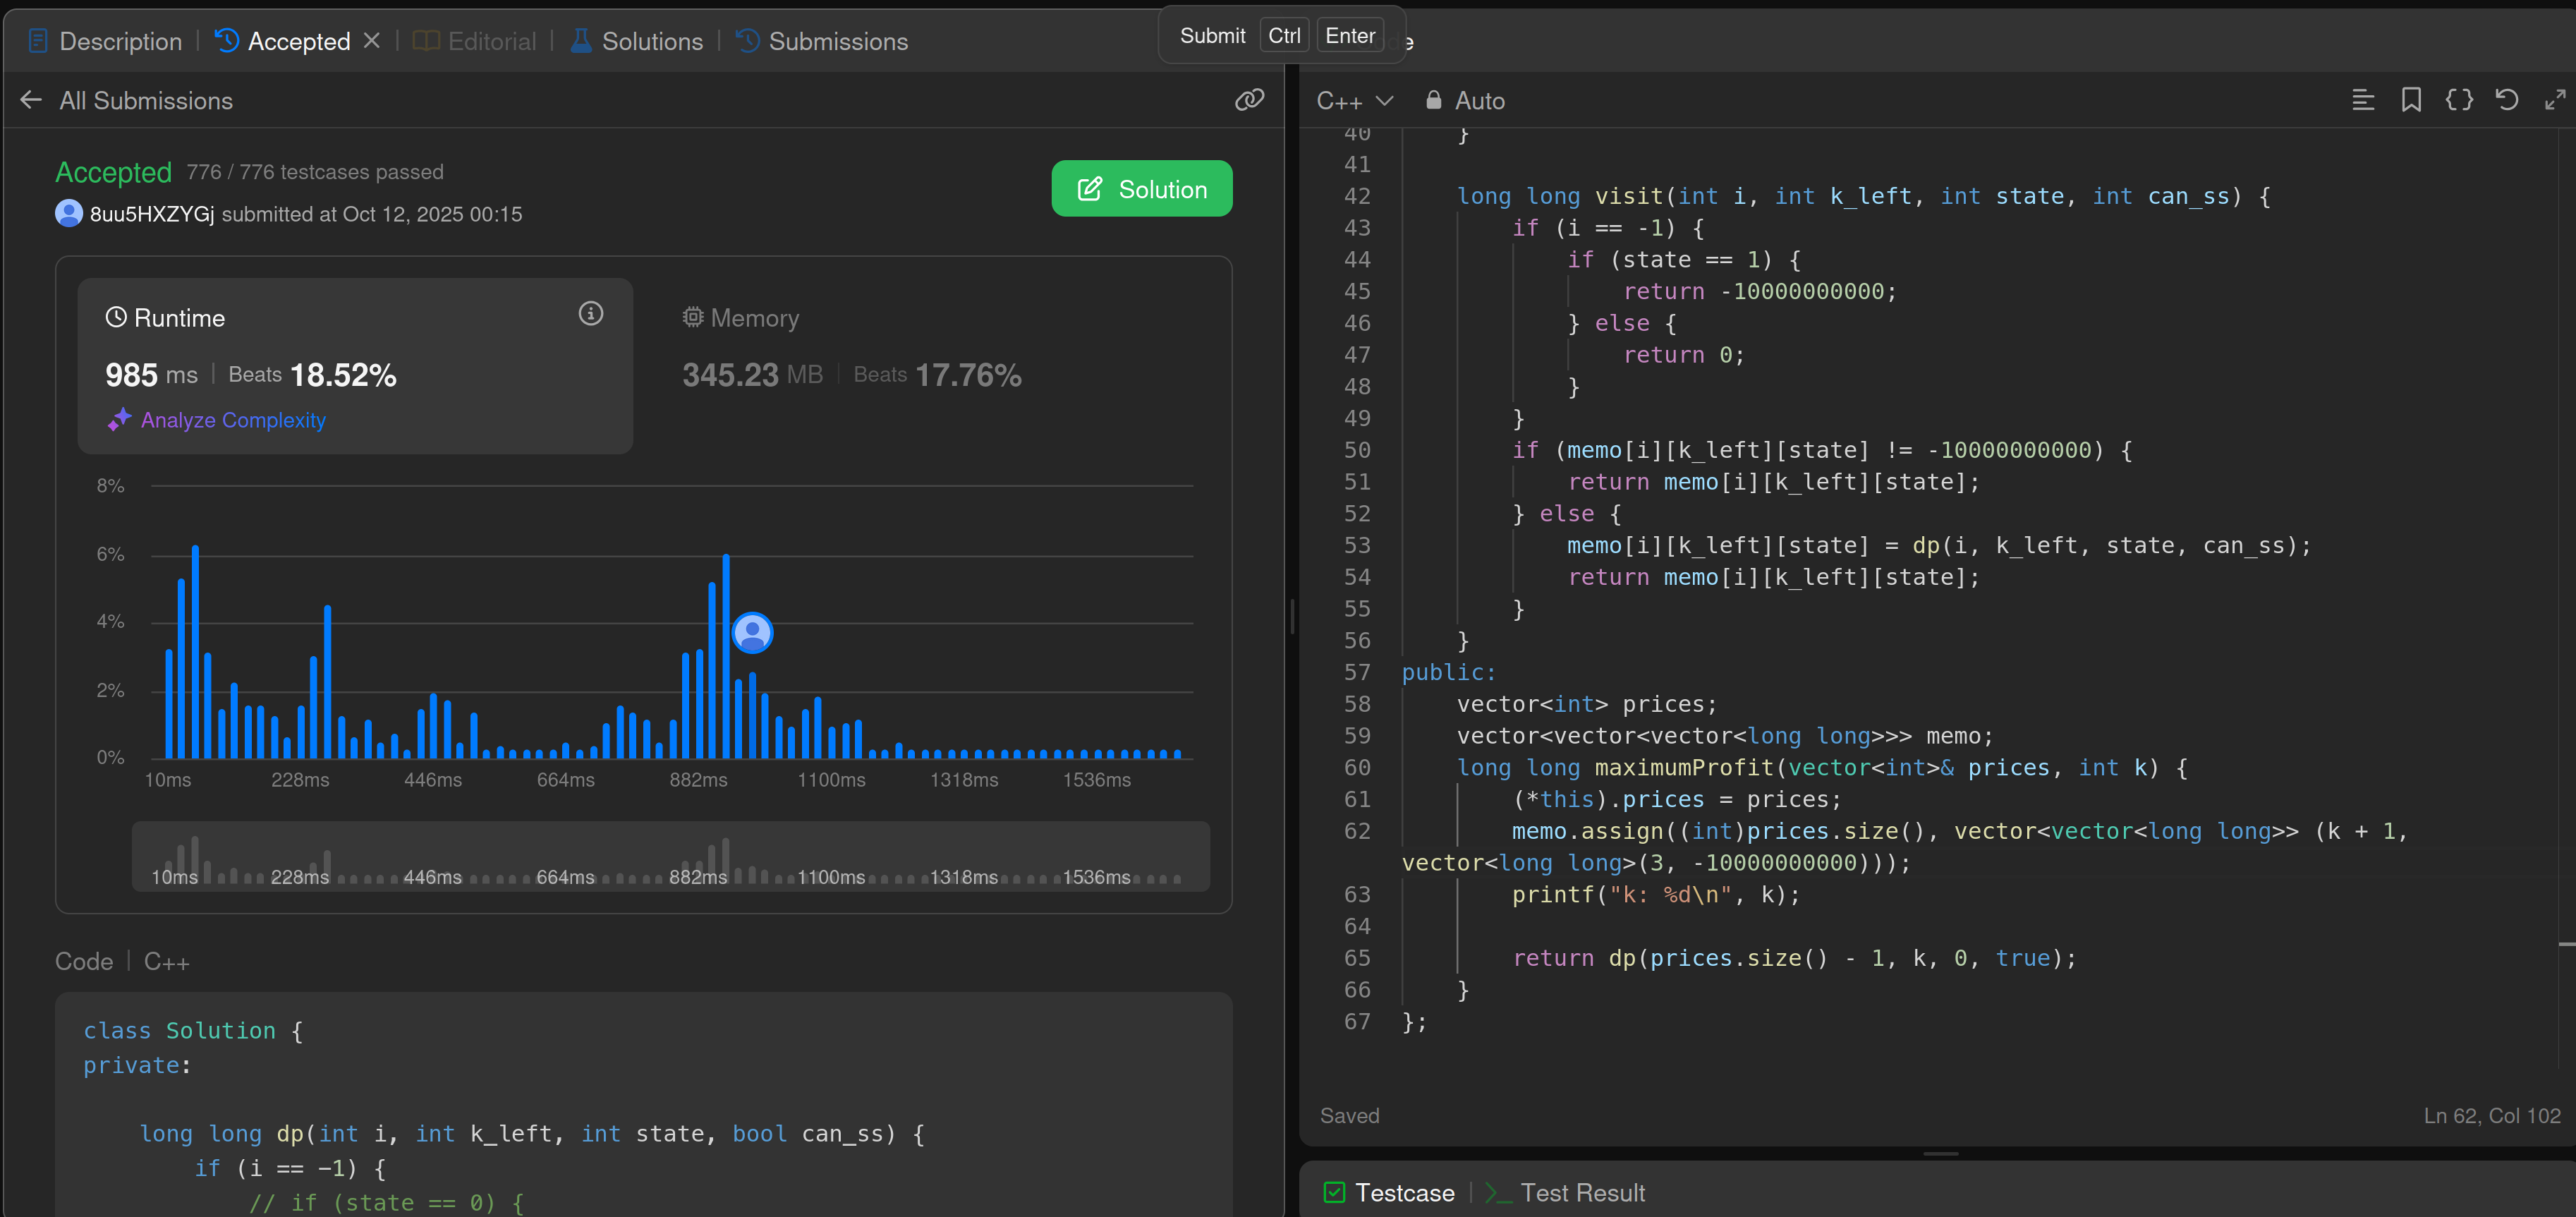 Description | Accepted | Editorial | Solutions | Submissions
All Submissions
Accepted 776 / 776 testcases passed
8uu5HXZYGj submitted at Oct 12, 2025 00:15
Solution
Runtime
985 ms | Beats 18.52%
Analyze Complexity
Memory
345.23 MB | Beats 17.76%
8%
6%
4%
2%
0%
10ms 228ms 446ms 664ms 882ms 1100ms 1318ms 1536ms
10ms 228ms 446ms 664ms 882ms 1100ms 1318ms 1536ms
Code | C++
class Solution {
private:
    long long dp(int i, int k_left, int state, bool can_ss) {
        if (i == -1) {
            // if (state == 0) {
Submit Ctrl Enter
C++ Auto
40     }
41
42     long long visit(int i, int k_left, int state, int can_ss) {
43         if (i == -1) {
44             if (state == 1) {
45                 return -10000000000;
46             } else {
47                 return 0;
48             }
49         }
50         if (memo[i][k_left][state] != -10000000000) {
51             return memo[i][k_left][state];
52         } else {
53             memo[i][k_left][state] = dp(i, k_left, state, can_ss);
54             return memo[i][k_left][state];
55         }
56     }
57 public:
58     vector<int> prices;
59     vector<vector<vector<long long>>> memo;
60     long long maximumProfit(vector<int>& prices, int k) {
61         (*this).prices = prices;
62         memo.assign((int)prices.size(), vector<vector<long long>> (k + 1,
vector<long long>(3, -10000000000)));
63         printf("k: %d\n", k);
64
65         return dp(prices.size() - 1, k, 0, true);
66     }
67 };
Saved
Ln 62, Col 102
Testcase | Test Result